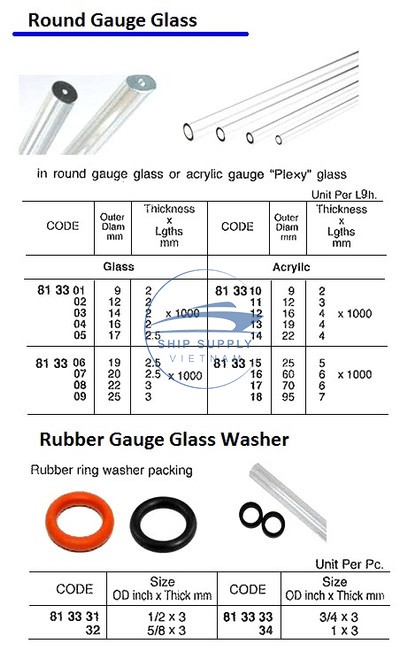 Round Gauge Glass
in round gauge glass or acrylic gauge "Plexy" glass
Unit Per L9h.
CODE Outer Diam mm Thickness x Lgths mm CODE Outer Diam mm Thickness x Lgths mm
Glass Acrylic
81 33 01 9 2 81 33 10 9 2
02 12 2 11 12 3
03 14 2 x 1000 12 16 4 x 1000
04 16 2 13 19 4
05 17 2.5 14 22 4
SHIP SUPPLY
VIETNAM
81 33 06 19 2.5 81 33 15 25 5
07 20 2.5 x 1000 16 60 6 x 1000
08 22 3 17 70 6
09 25 3 18 95 7
Rubber Gauge Glass Washer
Rubber ring washer packing
Unit Per Pc.
CODE Size OD inch x Thick mm CODE Size OD inch x Thick mm
81 33 31 1/2 x 3 81 33 33 3/4 x 3
32 5/8 x 3 34 1 x 3